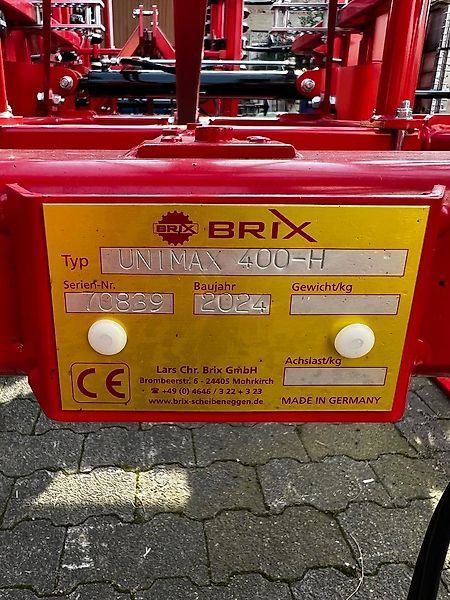 BRIX BRIX
Typ UNIMAX 400-H
Serien-Nr. Baujahr Gewicht/kg
70839 2024
Achslast/kg
CE
Lars Chr. Brix GmbH
Brombeerstr. 6 - 24405 Mohrkirch
☎ +49 (0) 4646 / 3 22 + 3 23
www.brix-scheibeneggen.de
MADE IN GERMANY